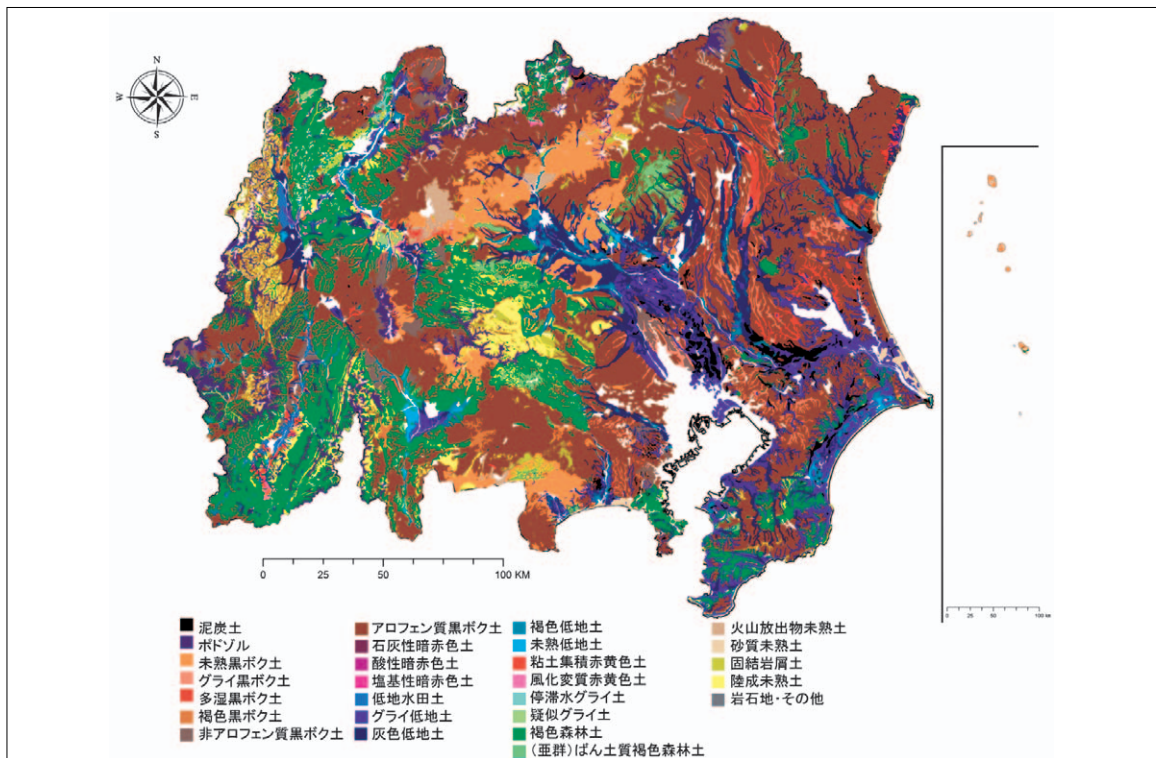 N
W
E
S
0 25 50 100 KM
0 25 50 100 km
泥炭土
ポドゾル
未熟黒ボク土
グライ黒ボク土
多湿黒ボク土
褐色黒ボク土
非アロフェン質黒ボク土
アロフェン質黒ボク土
石灰性暗赤色土
酸性暗赤色土
塩基性暗赤色土
低地水田土
グライ低地土
灰色低地土
褐色低地土
未熟低地土
粘土集積赤黄色土
風化変質赤黄色土
停滞水グライ土
疑似グライ土
褐色森林土
（亜群）ばん土質褐色森林土
火山放出物未熟土
砂質未熟土
固結岩屑土
陸成未熟土
岩石地・その他